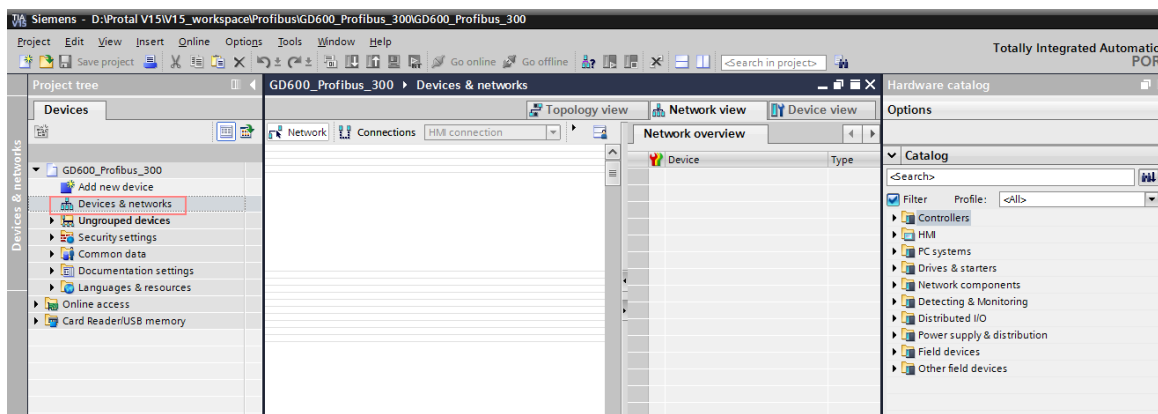 Siemens - D:\Protal V15\V15_workspace\Profibus\GD600_Profibus_300\GD600_Profibus_300
Project Edit View Insert Online Options Tools Window Help
Totally Integrated Automatic
POR
Save project Go online Go offline <Search in project>
Project tree
GD600_Profibus_300 Devices & networks
Hardware catalog
Devices
Topology view Network view Device view
Options
Network Connections HMI connection
Network overview
Device Type
Catalog
<Search>
Filter Profile: <All>
GD600_Profibus_300
Add new device
Devices & networks
Ungrouped devices
Security settings
Common data
Documentation settings
Languages & resources
Online access
Card Reader/USB memory
Devices & networks
Controllers
HMI
PC systems
Drives & starters
Network components
Detecting & Monitoring
Distributed I/O
Power supply & distribution
Field devices
Other field devices